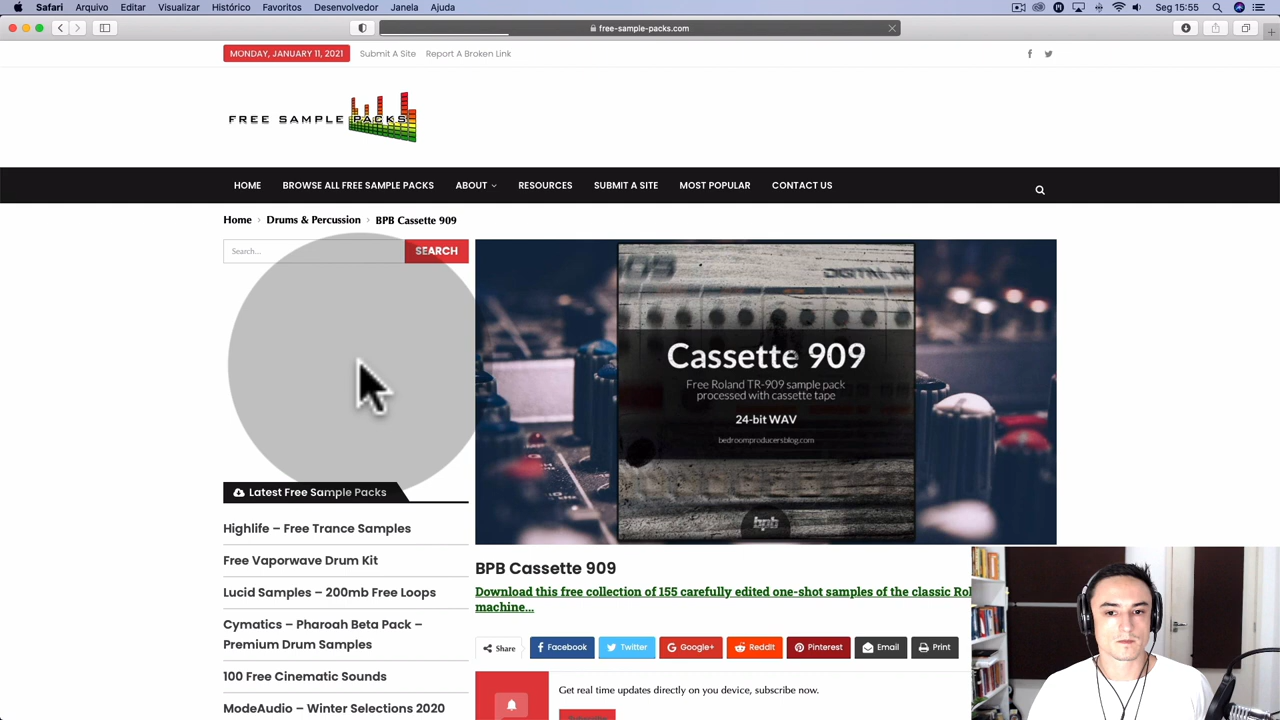 Safari Arquivo Editar Visualizar Histórico Favoritos Desenvolvedor Janela Ajuda
Seg 15:55
free-sample-packs.com
MONDAY, JANUARY 11, 2021 Submit A Site Report A Broken Link
FREE SAMPLE PACKS
HOME BROWSE ALL FREE SAMPLE PACKS ABOUT RESOURCES SUBMIT A SITE MOST POPULAR CONTACT US
Home > Drums & Percussion > BPB Cassette 909
Search... SEARCH
Cassette 909
Free Roland TR-909 sample pack
processed with cassette tape
24-bit WAV
bedroomproducersblog.com
bpb
Latest Free Sample Packs
Highlife – Free Trance Samples
Free Vaporwave Drum Kit
Lucid Samples – 200mb Free Loops
Cymatics – Pharoah Beta Pack –
Premium Drum Samples
100 Free Cinematic Sounds
ModeAudio – Winter Selections 2020
BPB Cassette 909
Download this free collection of 155 carefully edited one-shot samples of the classic Rol
machine...
Share Facebook Twitter Google+ ReddIt Pinterest Email Print
Get real time updates directly on you device, subscribe now.